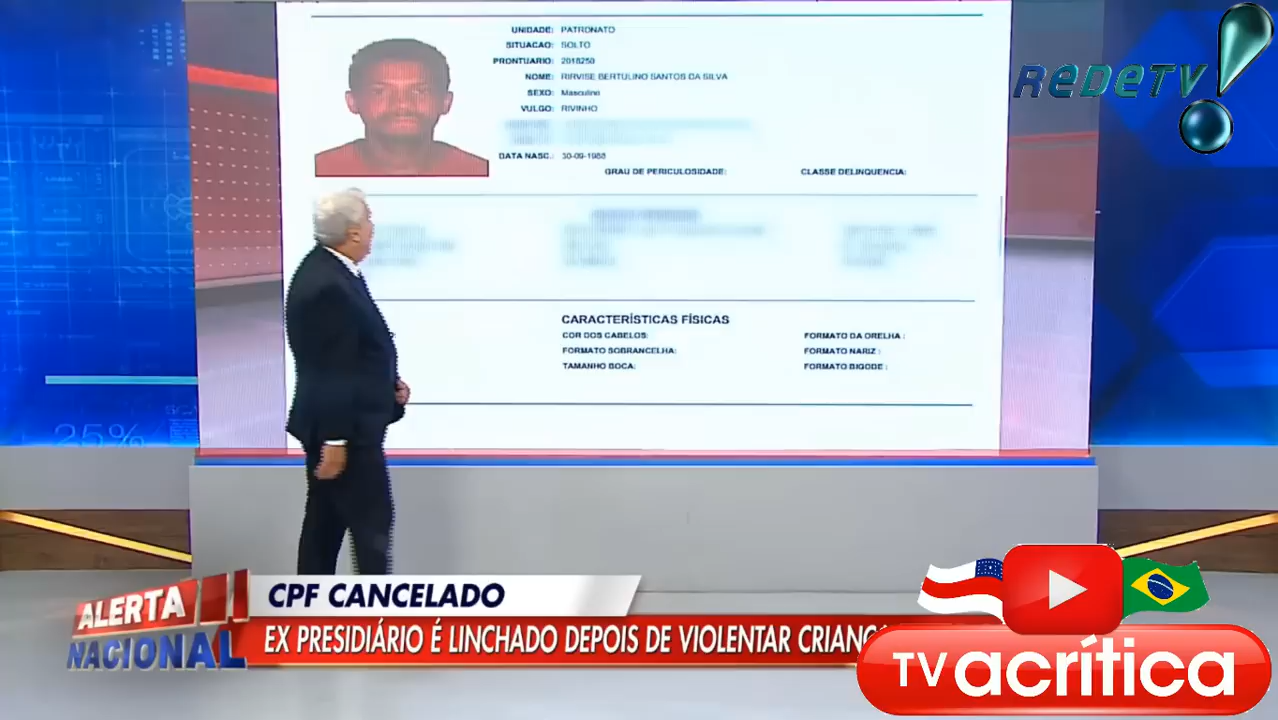 UNIDADE: PATRONATO
SITUACAO: SOLTO
PRONTUARIO: 2018250
NOME: RIRVISE BERTULINO SANTOS DA SILVA
SEXO: Masculino
VULGO: RIVINHO
DATA NASC.: 30-09-1988
GRAU DE PERICULOSIDADE: CLASSE DELINQUENCIA:
CARACTERÍSTICAS FÍSICAS
COR DOS CABELOS: FORMATO DA ORELHA :
FORMATO SOBRANCELHA: FORMATO NARIZ :
TAMANHO BOCA: FORMATO BIGODE :
REDETV!
25%
ALERTA NACIONAL
CPF CANCELADO
EX PRESIDIÁRIO É LINCHADO DEPOIS DE VIOLENTAR
TV acrítica